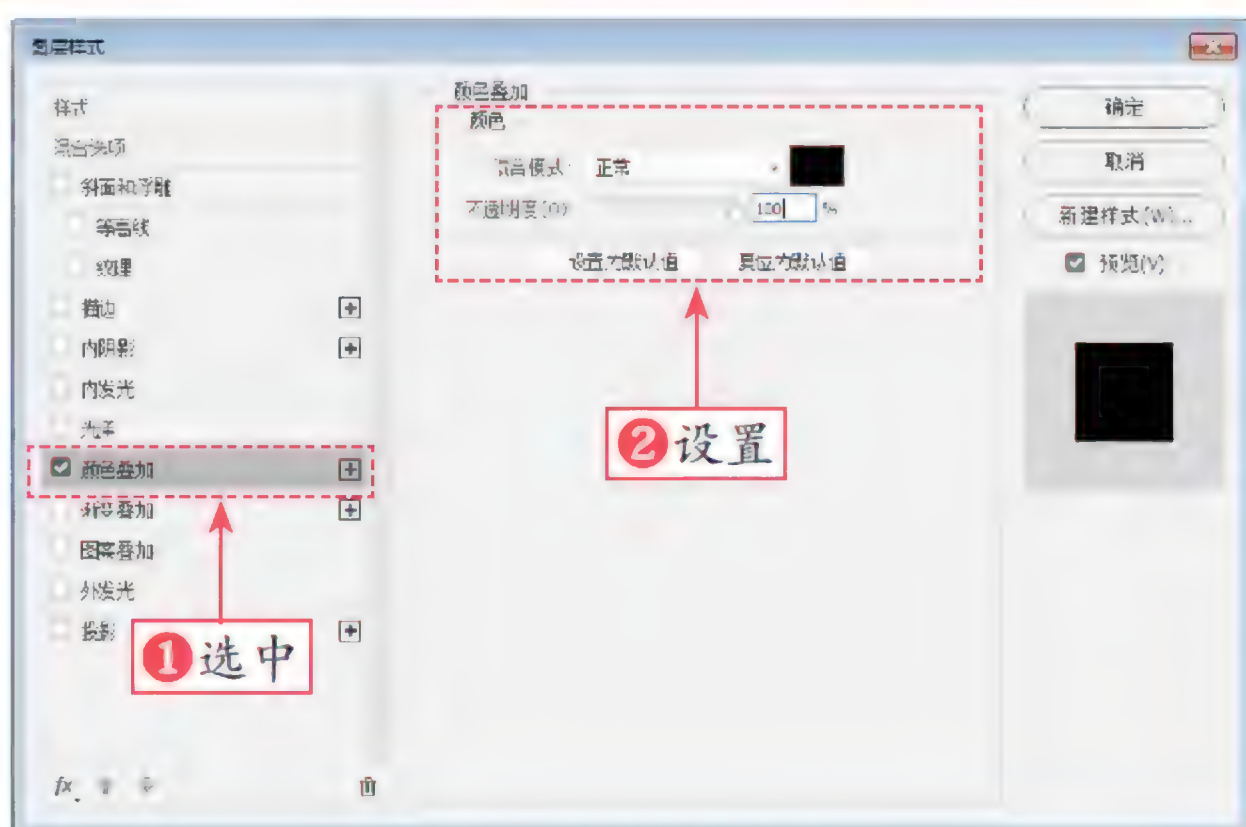 图层样式
样式
混合选项
斜面和浮雕
等高线
纹理
描边
内阴影
内发光
光泽
颜色叠加
渐变叠加
图案叠加
外发光
投影
❶选中
fx
颜色叠加
颜色
混合模式: 正常
不透明度(O): 100 %
设置为默认值 复位为默认值
❷设置
确定
取消
新建样式(W)...
预览(V)